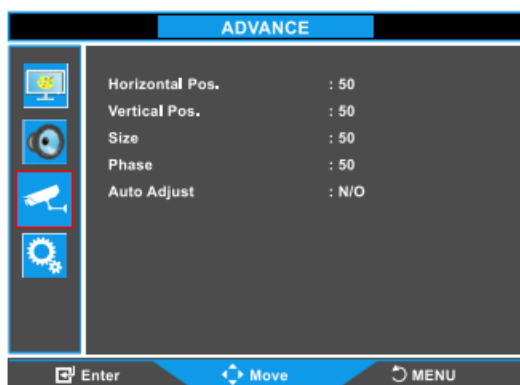 ADVANCE
Horizontal Pos. : 50
Vertical Pos. : 50
Size : 50
Phase : 50
Auto Adjust : N/O
Enter Move MENU